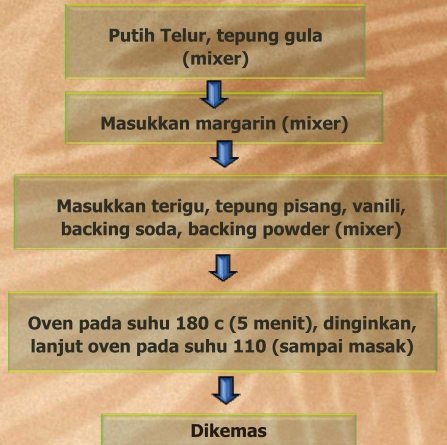 Putih Telur, tepung gula
(mixer)
Masukkan margarin (mixer)
Masukkan terigu, tepung pisang, vanili,
backing soda, backing powder (mixer)
Oven pada suhu 180 c (5 menit), dinginkan,
lanjut oven pada suhu 110 (sampai masak)
Dikemas